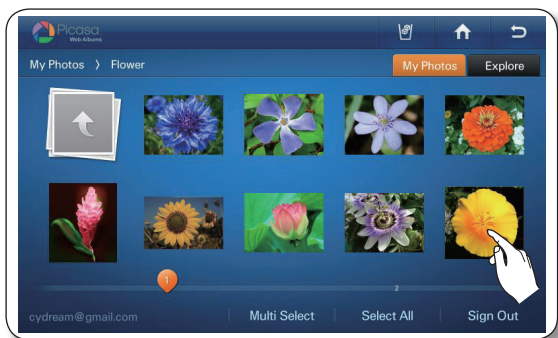 Picasa
Web Albums
My Photos 〉 Flower
My Photos
Explore
1
2
cydream@gmail.com
Multi Select
Select All
Sign Out